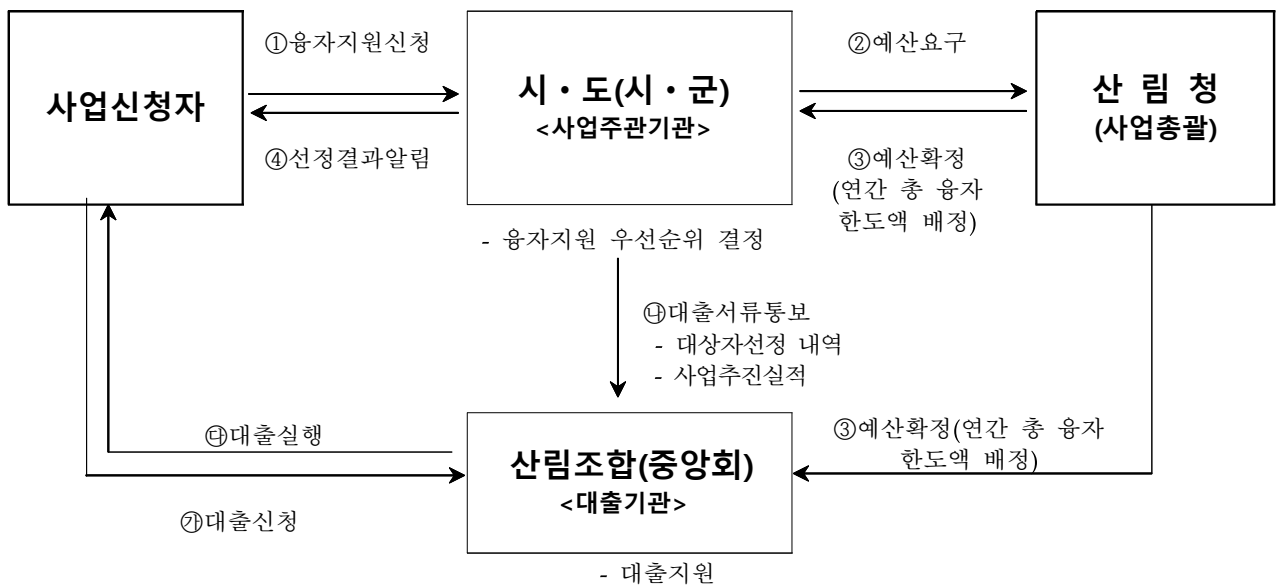 ①융자지원신청
②예산요구
사업신청자
시・도(시・군)
<사업주관기관>
산 림 청
(사업총괄)
④선정결과알림
③예산확정
(연간 총 융자
한도액 배정)
- 융자지원 우선순위 결정
㉯대출서류통보
- 대상자선정 내역
- 사업추진실적
㉰대출실행
③예산확정(연간 총 융자
한도액 배정)
산림조합(중앙회)
<대출기관>
㉮대출신청
- 대출지원